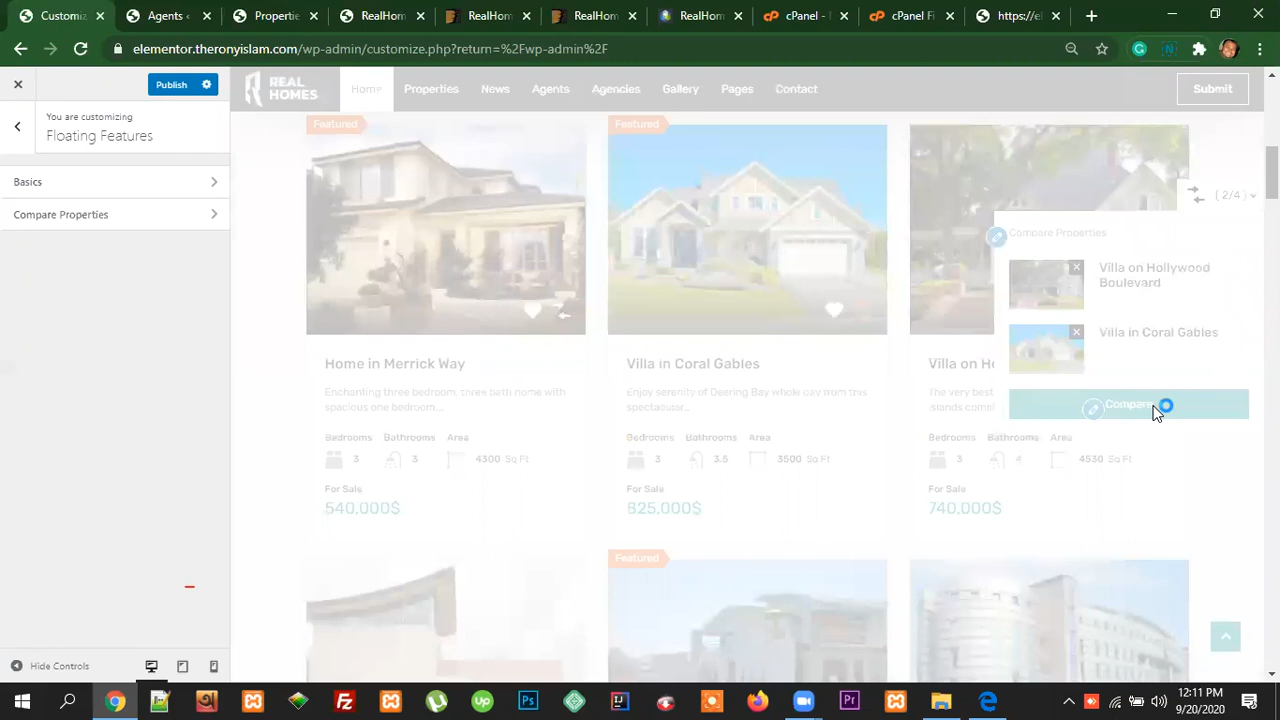 Customiz
Agents <
Propertie
RealHom
RealHom
RealHom
RealHom
cPanel - T
cPanel Fi
https://el
elementor.theronyislam.com/wp-admin/customize.php?return=%2Fwp-admin%2F
Publish
You are customizing
Floating Features
Basics
Compare Properties
Hide Controls
REAL
HOMES
Home
Properties
News
Agents
Agencies
Gallery
Pages
Contact
Submit
Featured
Featured
( 2/4 )
Compare Properties
Villa on Hollywood
Boulevard
Villa in Coral Gables
Compare
Home in Merrick Way
Villa in Coral Gables
Villa on Ho
Enchanting three bedroom, three bath home with
spacious one bedroom...
Enjoy serenity of Deering Bay whole day from this
spectacular...
The very best
islands compl
Bedrooms Bathrooms Area
3 3 4300 Sq Ft
Bedrooms Bathrooms Area
3 3.5 3500 Sq Ft
Bedrooms Bathrooms Area
3 4 4530 Sq Ft
For Sale
540,000$
For Sale
825,000$
For Sale
740,000$
Featured
12:11 PM
9/20/2020